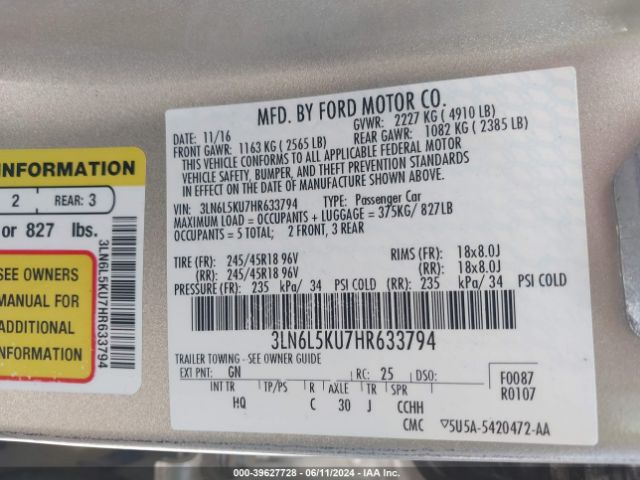 MFD. BY FORD MOTOR CO.
DATE: 11/16 GVWR: 2227 KG (4910 LB)
FRONT GAWR: 1163 KG (2565 LB) REAR GAWR: 1082 KG (2385 LB)
THIS VEHICLE CONFORMS TO ALL APPLICABLE FEDERAL MOTOR
VEHICLE SAFETY, BUMPER, AND THEFT PREVENTION STANDARDS
IN EFFECT ON THE DATE OF MANUFACTURE SHOWN ABOVE.
VIN: 3LN6L5KU7HR633794 TYPE: Passenger Car
MAXIMUM LOAD = OCCUPANTS + LUGGAGE = 375KG/ 827LB
OCCUPANTS = 5 TOTAL; 2 FRONT, 3 REAR
TIRE (FR): 245/45R18 96V RIMS (FR): 18x8.0J
(RR): 245/45R18 96V (RR): 18x8.0J
PRESSURE (FR): 235 kPa/ 34 PSI COLD (RR): 235 kPa/ 34 PSI COLD
3LN6L5KU7HR633794
TRAILER TOWING - SEE OWNER GUIDE
EXT PNT: GN RC: 25 DSO: F0087
R0107
INT TR TP/PS R AXLE TR SPR
HQ C 30 J CCHH
CMC ▽5U5A-5420472-AA
INFORMATION
2 REAR: 3
or 827 lbs.
SEE OWNERS
MANUAL FOR
ADDITIONAL
INFORMATION
3LN6L5KU7HR633794
000-39627728 - 06/11/2024 - IAA Inc.